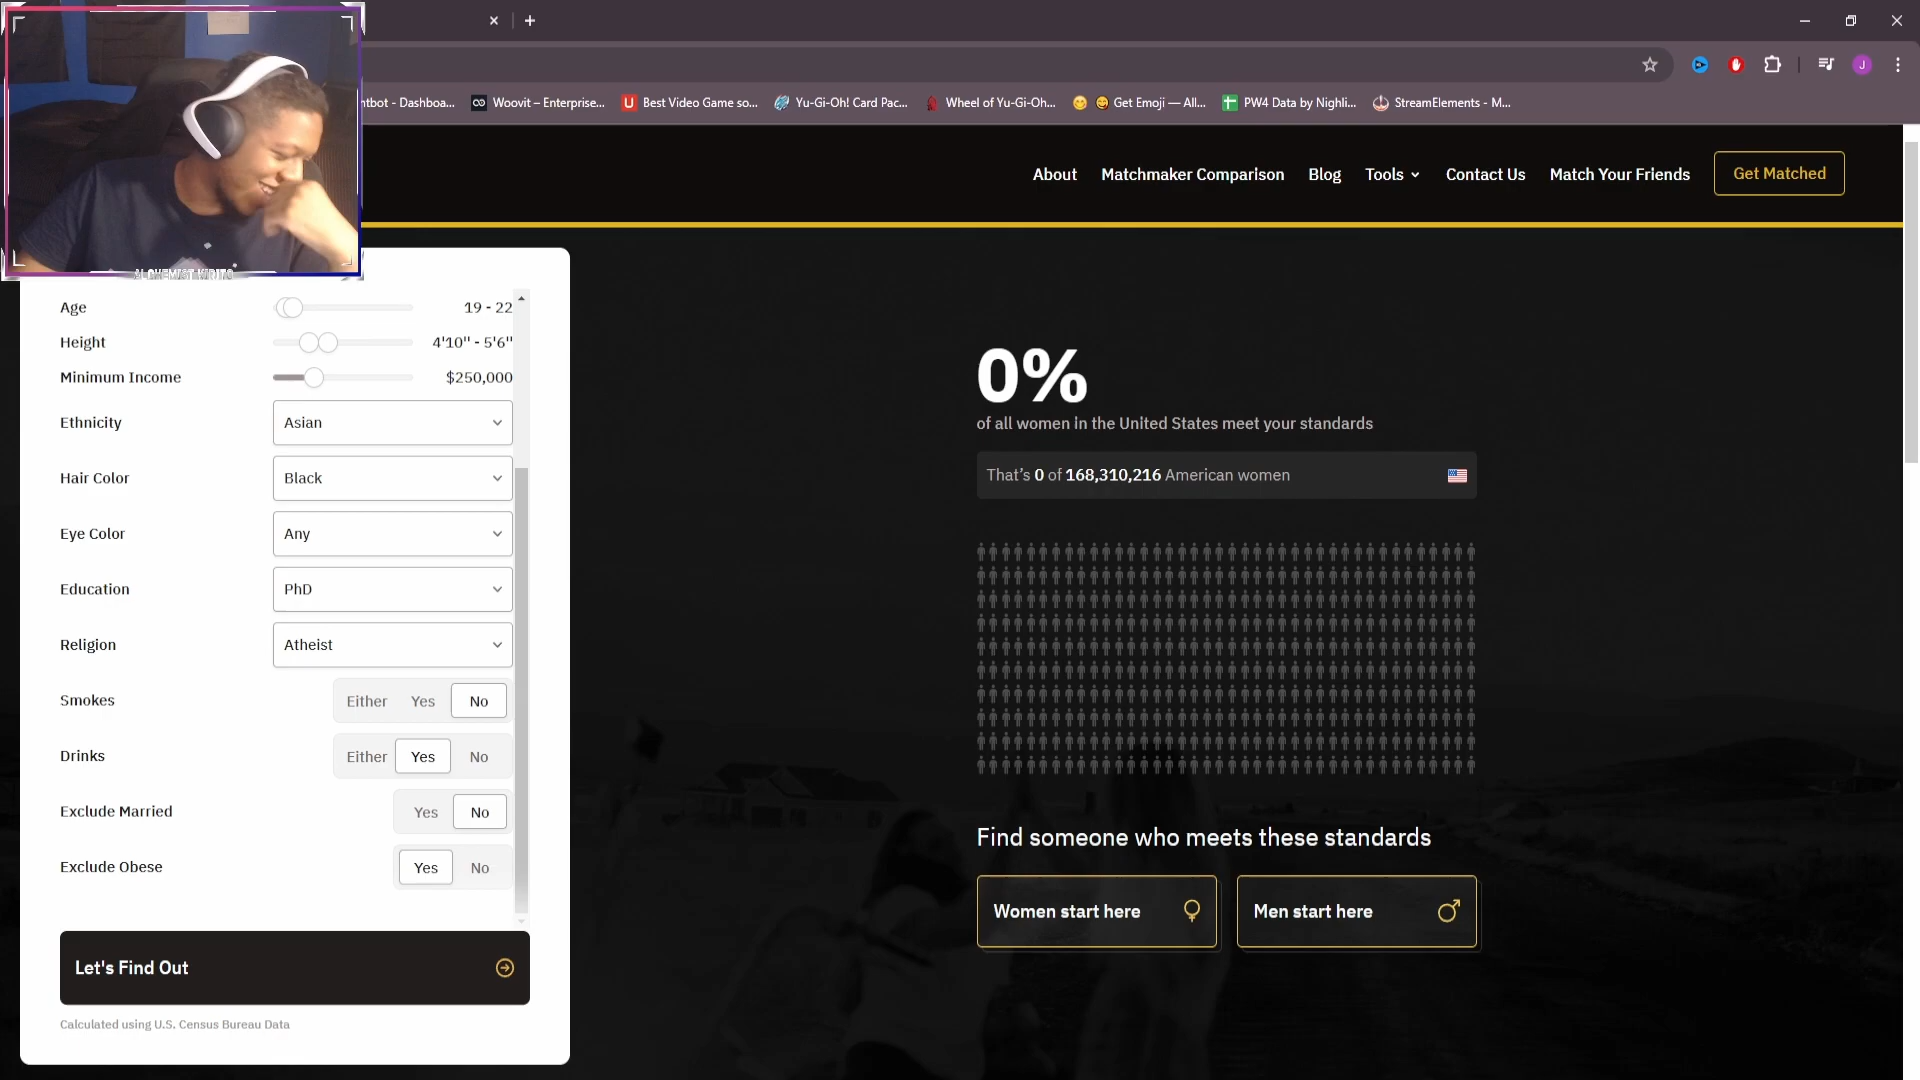 ntbot - Dashboa...
Woovit – Enterprise...
Best Video Game so...
Yu-Gi-Oh! Card Pac...
Wheel of Yu-Gi-Oh...
Get Emoji — All...
PW4 Data by Nighli...
StreamElements - M...
J
About
Matchmaker Comparison
Blog
Tools
Contact Us
Match Your Friends
Get Matched
Age
19 - 22
Height
4'10" - 5'6"
Minimum Income
$250,000
Ethnicity
Asian
Hair Color
Black
Eye Color
Any
Education
PhD
Religion
Atheist
Smokes
Either Yes No
Drinks
Either Yes No
Exclude Married
Yes No
Exclude Obese
Yes No
Let's Find Out
Calculated using U.S. Census Bureau Data
0%
of all women in the United States meet your standards
That's 0 of 168,310,216 American women
Find someone who meets these standards
Women start here
Men start here